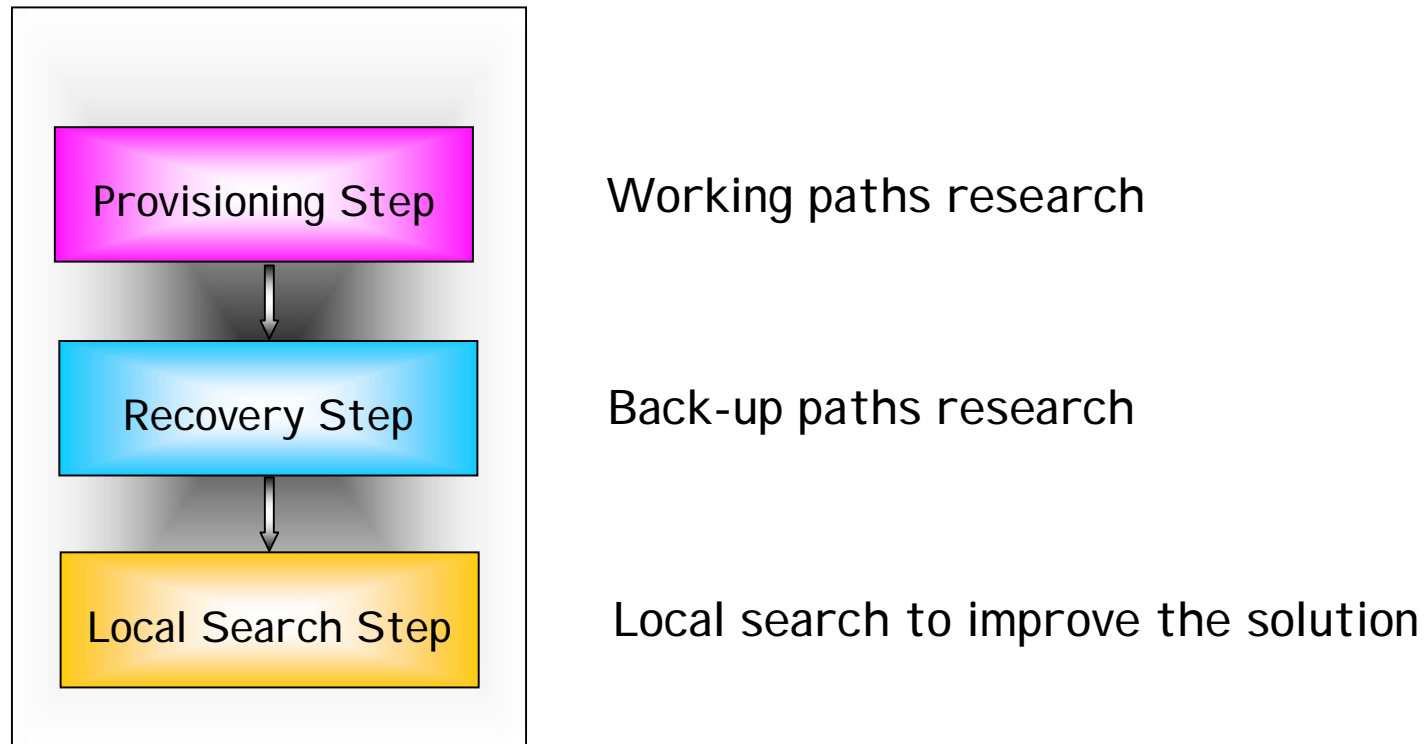 Provisioning Step
Working paths research
Recovery Step
Back-up paths research
Local Search Step
Local search to improve the solution